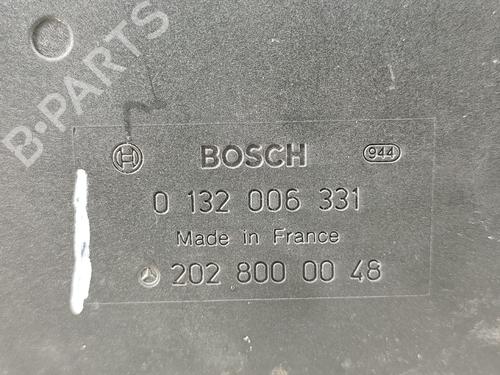 B-PARTS
BOSCH 944
0 132 006 331
Made in France
202 800 00 48